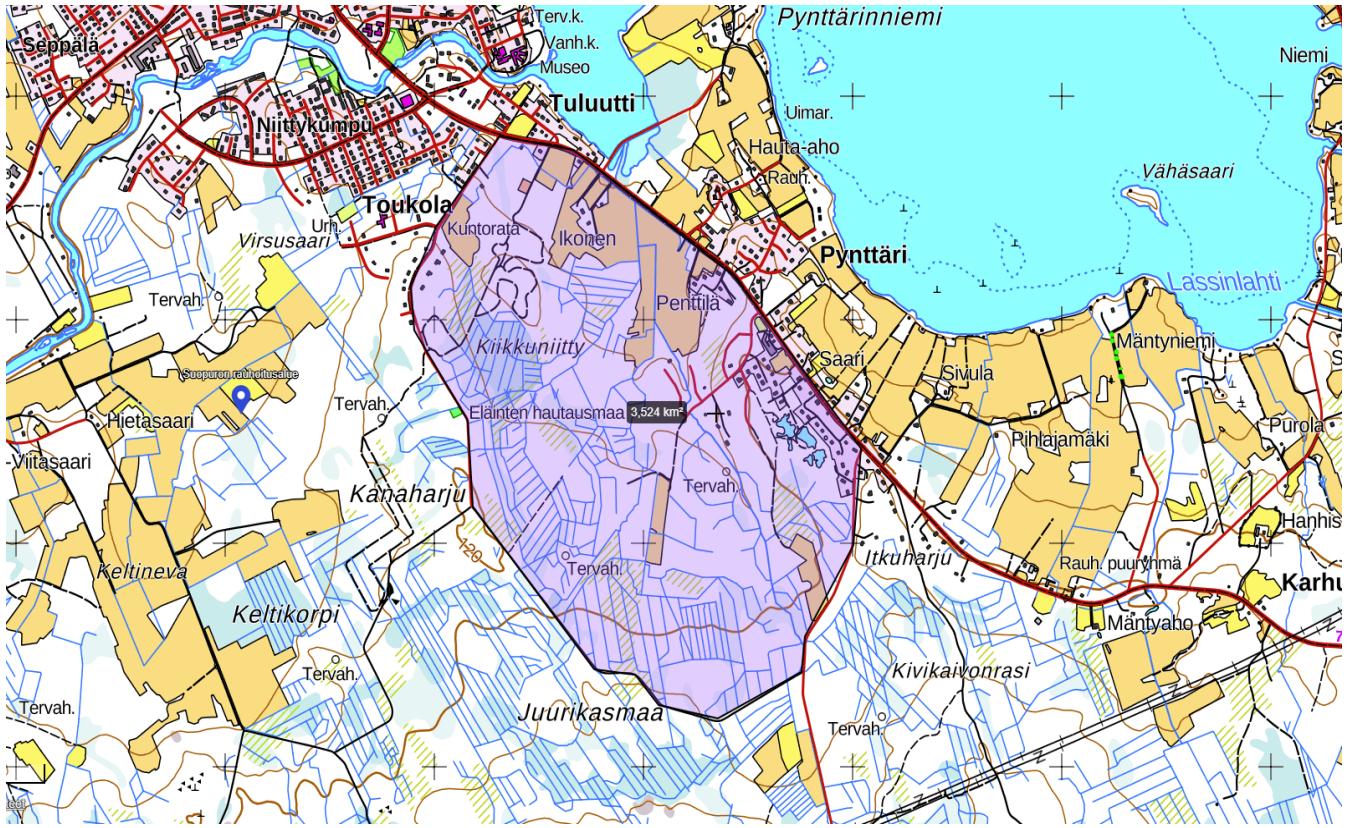 Pynttärinniemi
Terv.k.
Vanh.k.
Museo
Seppälä
Niemi
Tuluutti
Uimar.
Niittykumpu
Hauta-aho
Rauh.
Vähäsaari
Toukola
Urh.
Virsusaari
Kuntorata
Ikonen
Pynttäri
Lassinlahti
Tervah.
Penttilä
Kiikkuniitty
Mäntyniemi
Saari
Suopuron rauhoitusalue
Sivula
Tervah.
Eläinten hautausmaa
3,524 km²
Hietasaari
Purola
Pihlajamäki
Viitasaari
Kanaharju
Tervah.
Hanhis
120
Itkuharju
Rauh. puuryhmä
Keltineva
Tervah.
Karhu
Keltikorpi
Mäntyaho
7
Tervah.
Kivikaivonrasi
Tervah.
Juurikasmaa
Tervah.